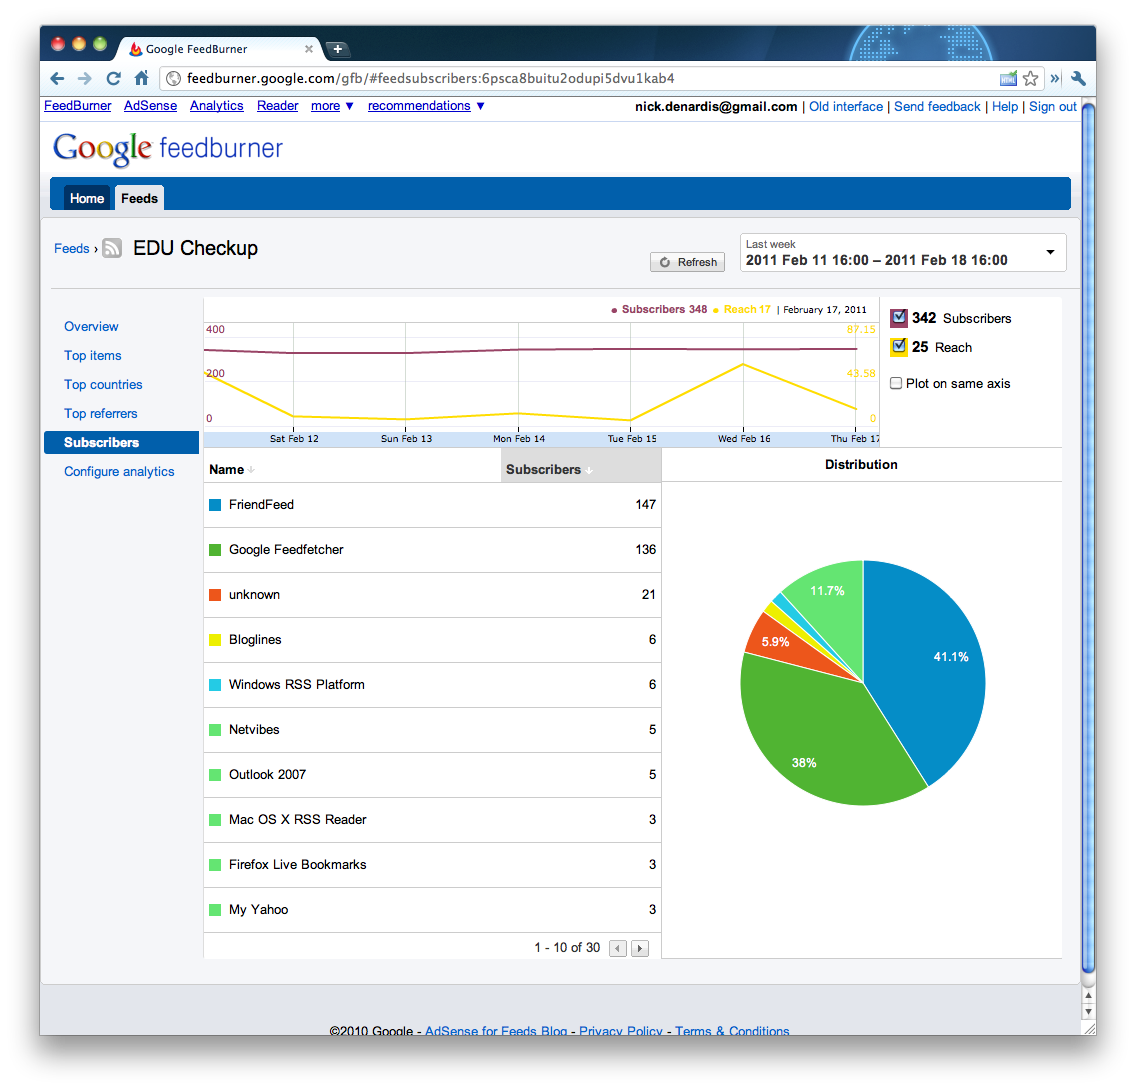 Google FeedBurner
feedburner.google.com/gfb/#feedsubscribers:6psca8buitu2odupi5dvu1kab4
FeedBurner AdSense Analytics Reader more ▼ recommendations ▼ nick.denardis@gmail.com | Old interface | Send feedback | Help | Sign out
Google feedburner
Home Feeds
Feeds › EDU Checkup
Refresh
Last week
2011 Feb 11 16:00 – 2011 Feb 18 16:00
Overview
Top items
Top countries
Top referrers
Subscribers
Configure analytics
Subscribers 348 Reach 17 | February 17, 2011
400 87.15
200 43.58
0 0
Sat Feb 12 Sun Feb 13 Mon Feb 14 Tue Feb 15 Wed Feb 16 Thu Feb 17
342 Subscribers
25 Reach
Plot on same axis
Name Subscribers
FriendFeed 147
Google Feedfetcher 136
unknown 21
Bloglines 6
Windows RSS Platform 6
Netvibes 5
Outlook 2007 5
Mac OS X RSS Reader 3
Firefox Live Bookmarks 3
My Yahoo 3
1 - 10 of 30
Distribution
11.7%
5.9%
41.1%
38%
©2010 Google - AdSense for Feeds Blog - Privacy Policy - Terms & Conditions